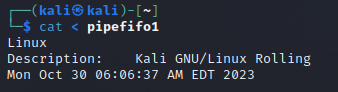 ┌──(kali㉿kali)-[~]
└─$ cat < pipefifo1
Linux
Description:    Kali GNU/Linux Rolling
Mon Oct 30 06:06:37 AM EDT 2023